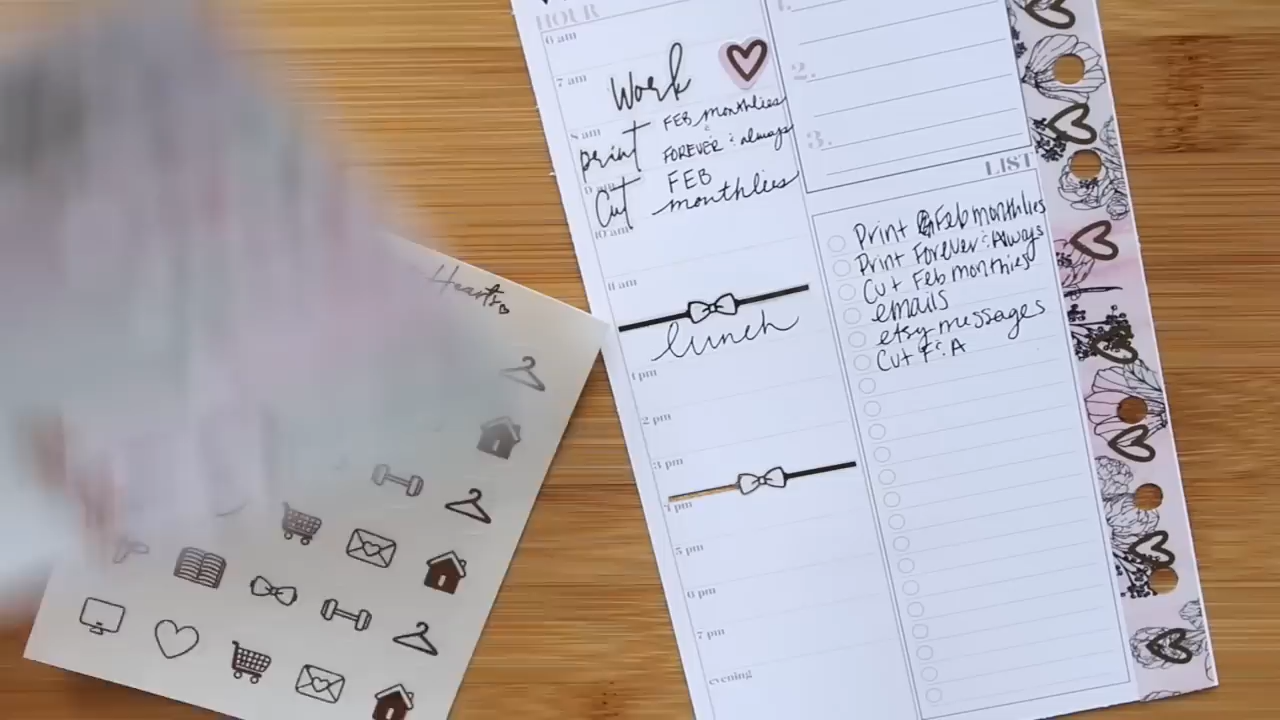 HOUR
6 am
7 am
Work
8 am
print FEB monthlies
: FOREVER : always
9 am
Cut FEB monthlies
10 am
11 am
lunch
1 pm
2 pm
3 pm
4 pm
5 pm
6 pm
7 pm
evening
1.
2.
3.
LIST
Print Feb monthlies
Print Forever : Always
Cut Feb monthies
emails
etsy messages
Cut F : A
Hearts